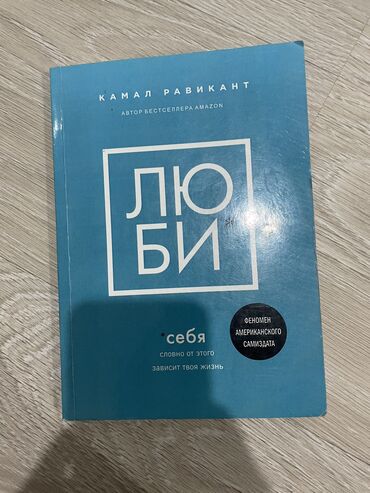 КАМАЛ РАВИКАНТ
АВТОР БЕСТСЕЛЛЕРА AMAZON
ЛЮ
БИ
себя
СЛОВНО ОТ ЭТОГО
ЗАВИСИТ ТВОЯ ЖИЗНЬ
ФЕНОМЕН
АМЕРИКАНСКОГО
САМИЗДАТА